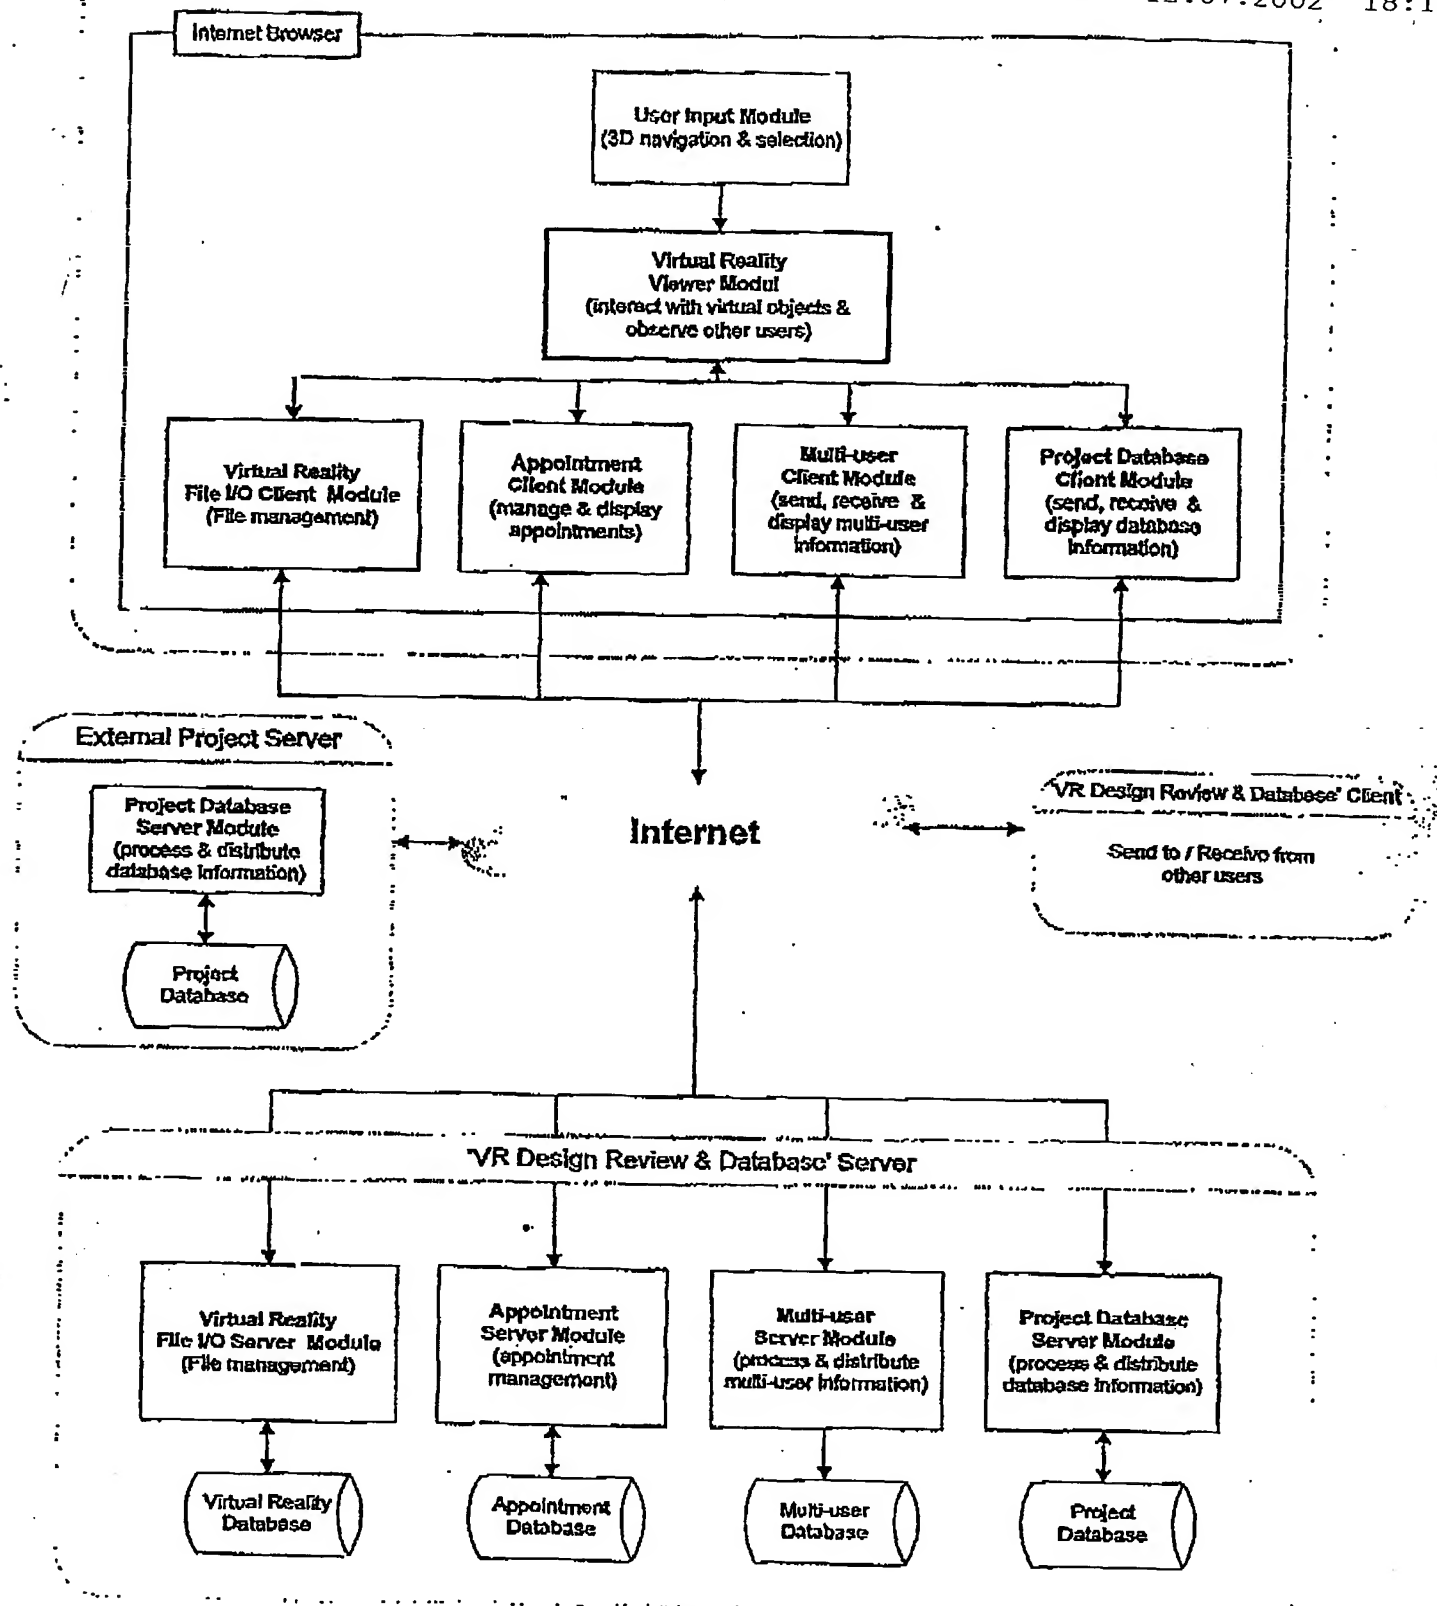 Internet Browser
User Input Module
(3D navigation & selection)
Virtual Reality
Viewer Modul
(interact with virtual objects &
observe other users)
Virtual Reality
File I/O Client Module
(File management)
Appointment
Client Module
(manage & display
appointments)
Multi-user
Client Module
(send, receive &
display multi-user
information)
Project Database
Client Module
(send, receive &
display database
information)
External Project Server
Project Database
Server Module
(process & distribute
database information)
Project
Database
Internet
'VR Design Review & Database' Client
Send to / Receive from
other users
'VR Design Review & Database' Server
Virtual Reality
File I/O Server Module
(File management)
Appointment
Server Module
(appointment
management)
Multi-user
Server Module
(process & distribute
multi-user information)
Project Database
Server Module
(process & distribute
database information)
Virtual Reality
Database
Appointment
Database
Multi-user
Database
Project
Database